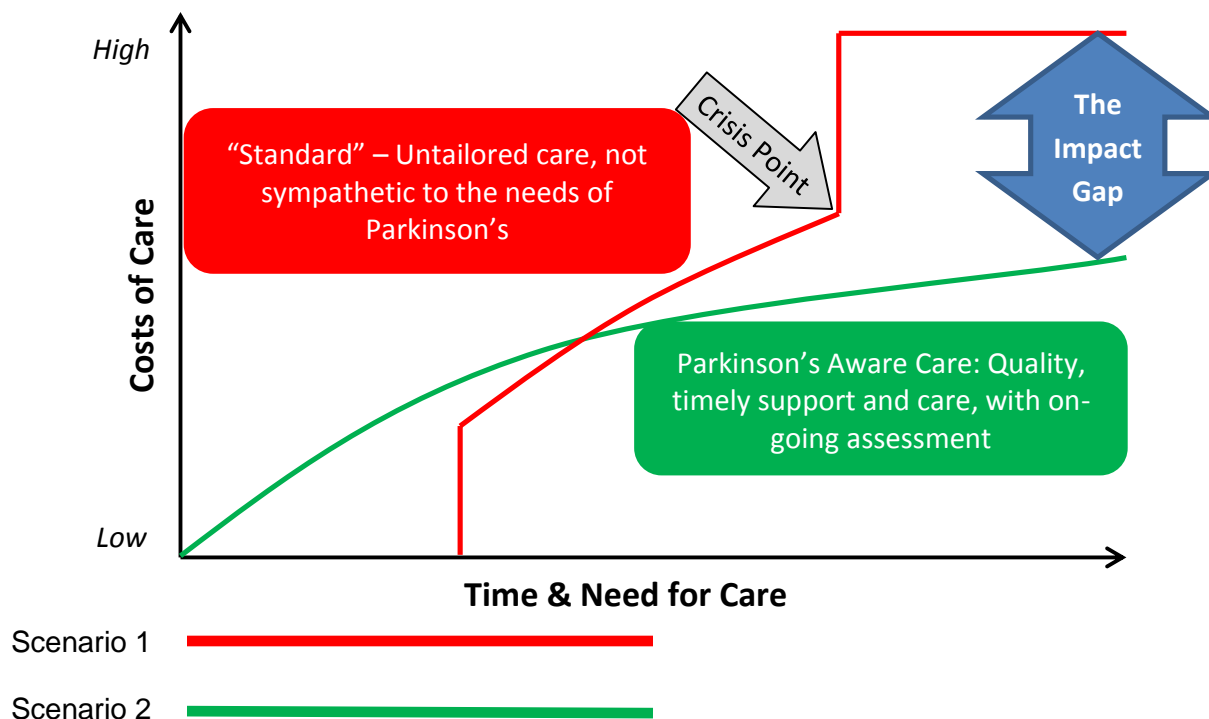 High
“Standard” – Untailored care, not
sympathetic to the needs of
Parkinson’s
Crisis Point
The
Impact
Gap
Costs of Care
Parkinson’s Aware Care: Quality,
timely support and care, with on-
going assessment
Low
Time & Need for Care
Scenario 1
Scenario 2